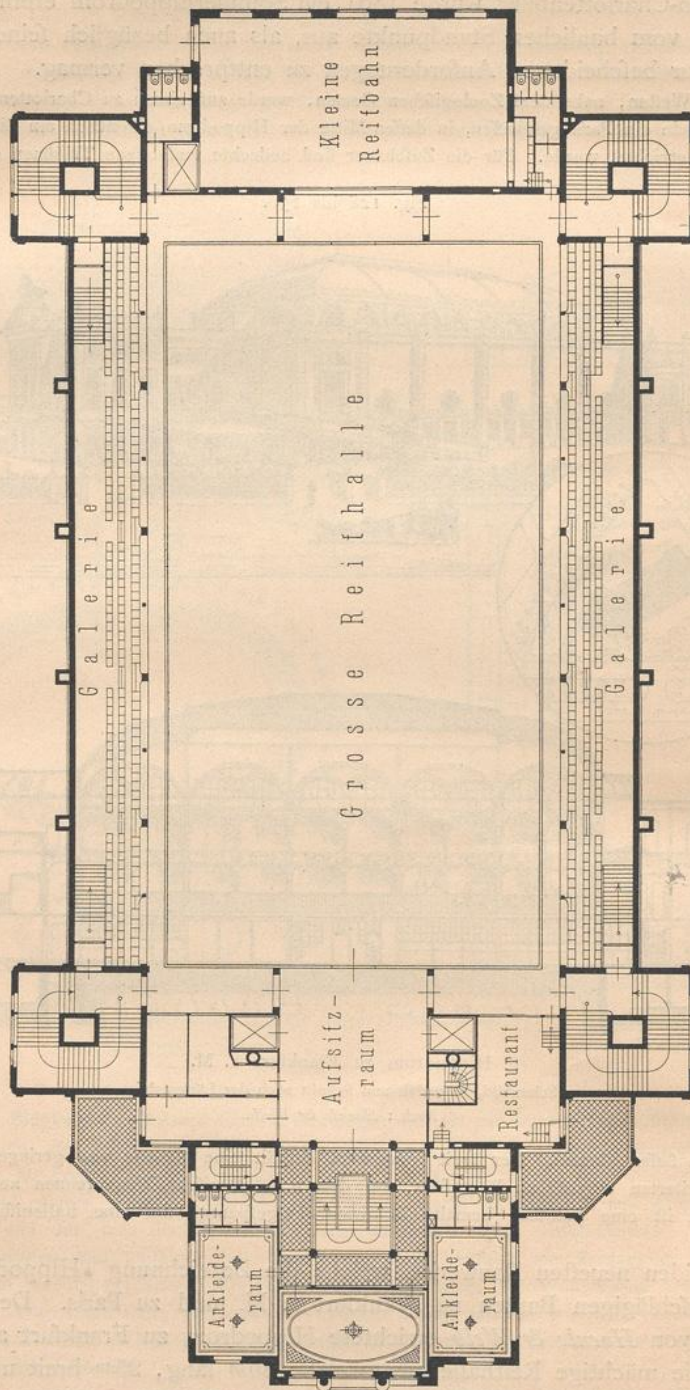 Kleine
Reitbahn
Galerie
Grosse Reithalle
Galerie
Aufsitz-
raum
Restaurant
Ankleide-
raum
Ankleide-
raum